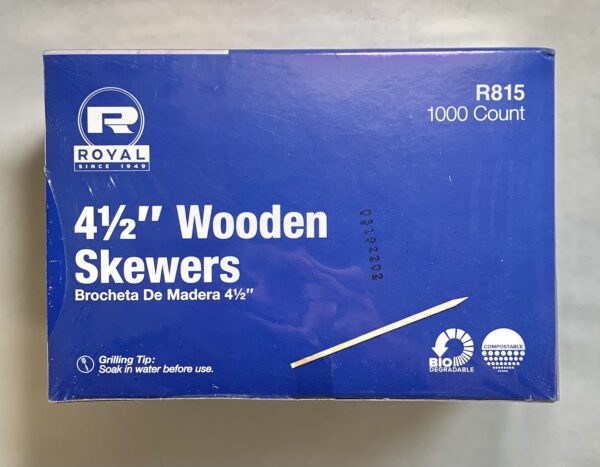 R
ROYAL
SINCE 1949
R815
1000 Count
4½" Wooden
Skewers
Brocheta De Madera 4½"
03192202
Grilling Tip:
Soak in water before use.
BIO
DEGRADABLE
COMPOSTABLE